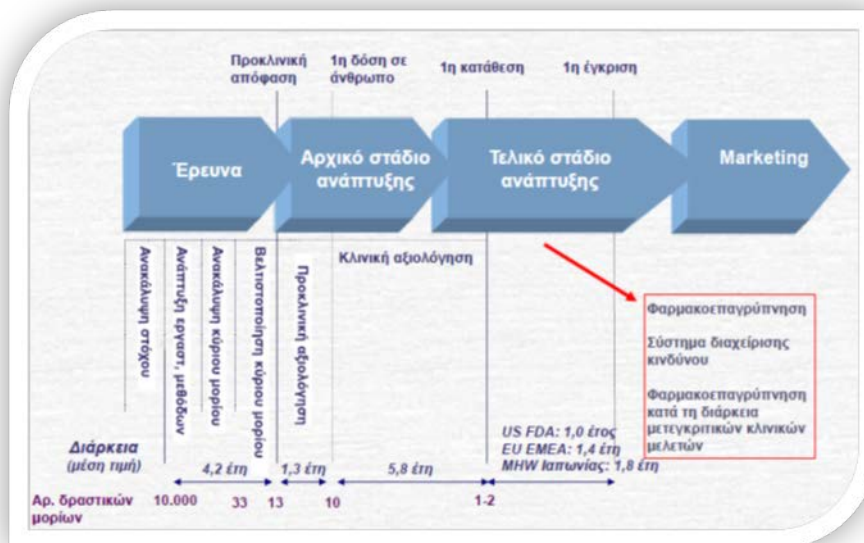 Προκλινική
απόφαση
1η δόση σε
άνθρωπο
1η κατάθεση
1η έγκριση
Έρευνα
Αρχικό στάδιο
ανάπτυξης
Τελικό στάδιο
ανάπτυξης
Marketing
Ανακάλυψη
στόχου
Ανάπτυξη εργαστ. μεθόδων
Ανακάλυψη κύριου μορίου
Βελτιστοποίηση κύριου μορίου
Προκλινική αξιολόγηση
Κλινική αξιολόγηση
Φαρμακοεπαγρύπνηση
Σύστημα διαχείρισης
κινδύνου
Φαρμακοεπαγρύπνηση
κατά τη διάρκεια
μετεγκριτικών κλινικών
μελετών
US FDA: 1,0 έτος
EU EMEA: 1,4 έτη
MHW Ιαπωνίας: 1,8 έτη
Διάρκεια
(μέση τιμή)
4,2 έτη
1,3 έτη
5,8 έτη
Αρ. δραστικών
μορίων
10.000
33
13
10
1-2